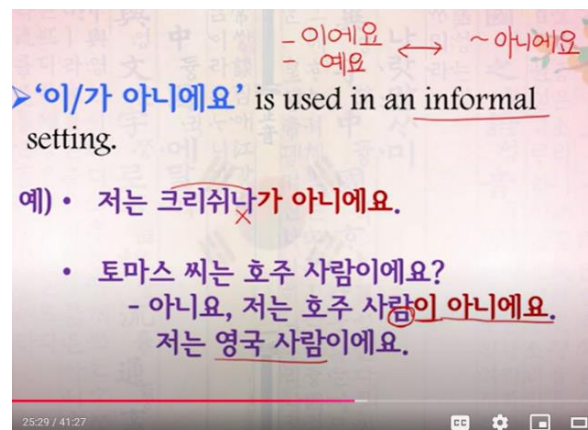 - 이에요 ↔ ~ 아니에요
- 예요
➢ ‘이/가 아니에요’ is used in an informal
setting.
예) • 저는 크리쉬나가 아니에요.
• 토마스 씨는 호주 사람이에요?
- 아니요, 저는 호주 사람이 아니에요.
저는 영국 사람이에요.
25:29 / 41:27
CC